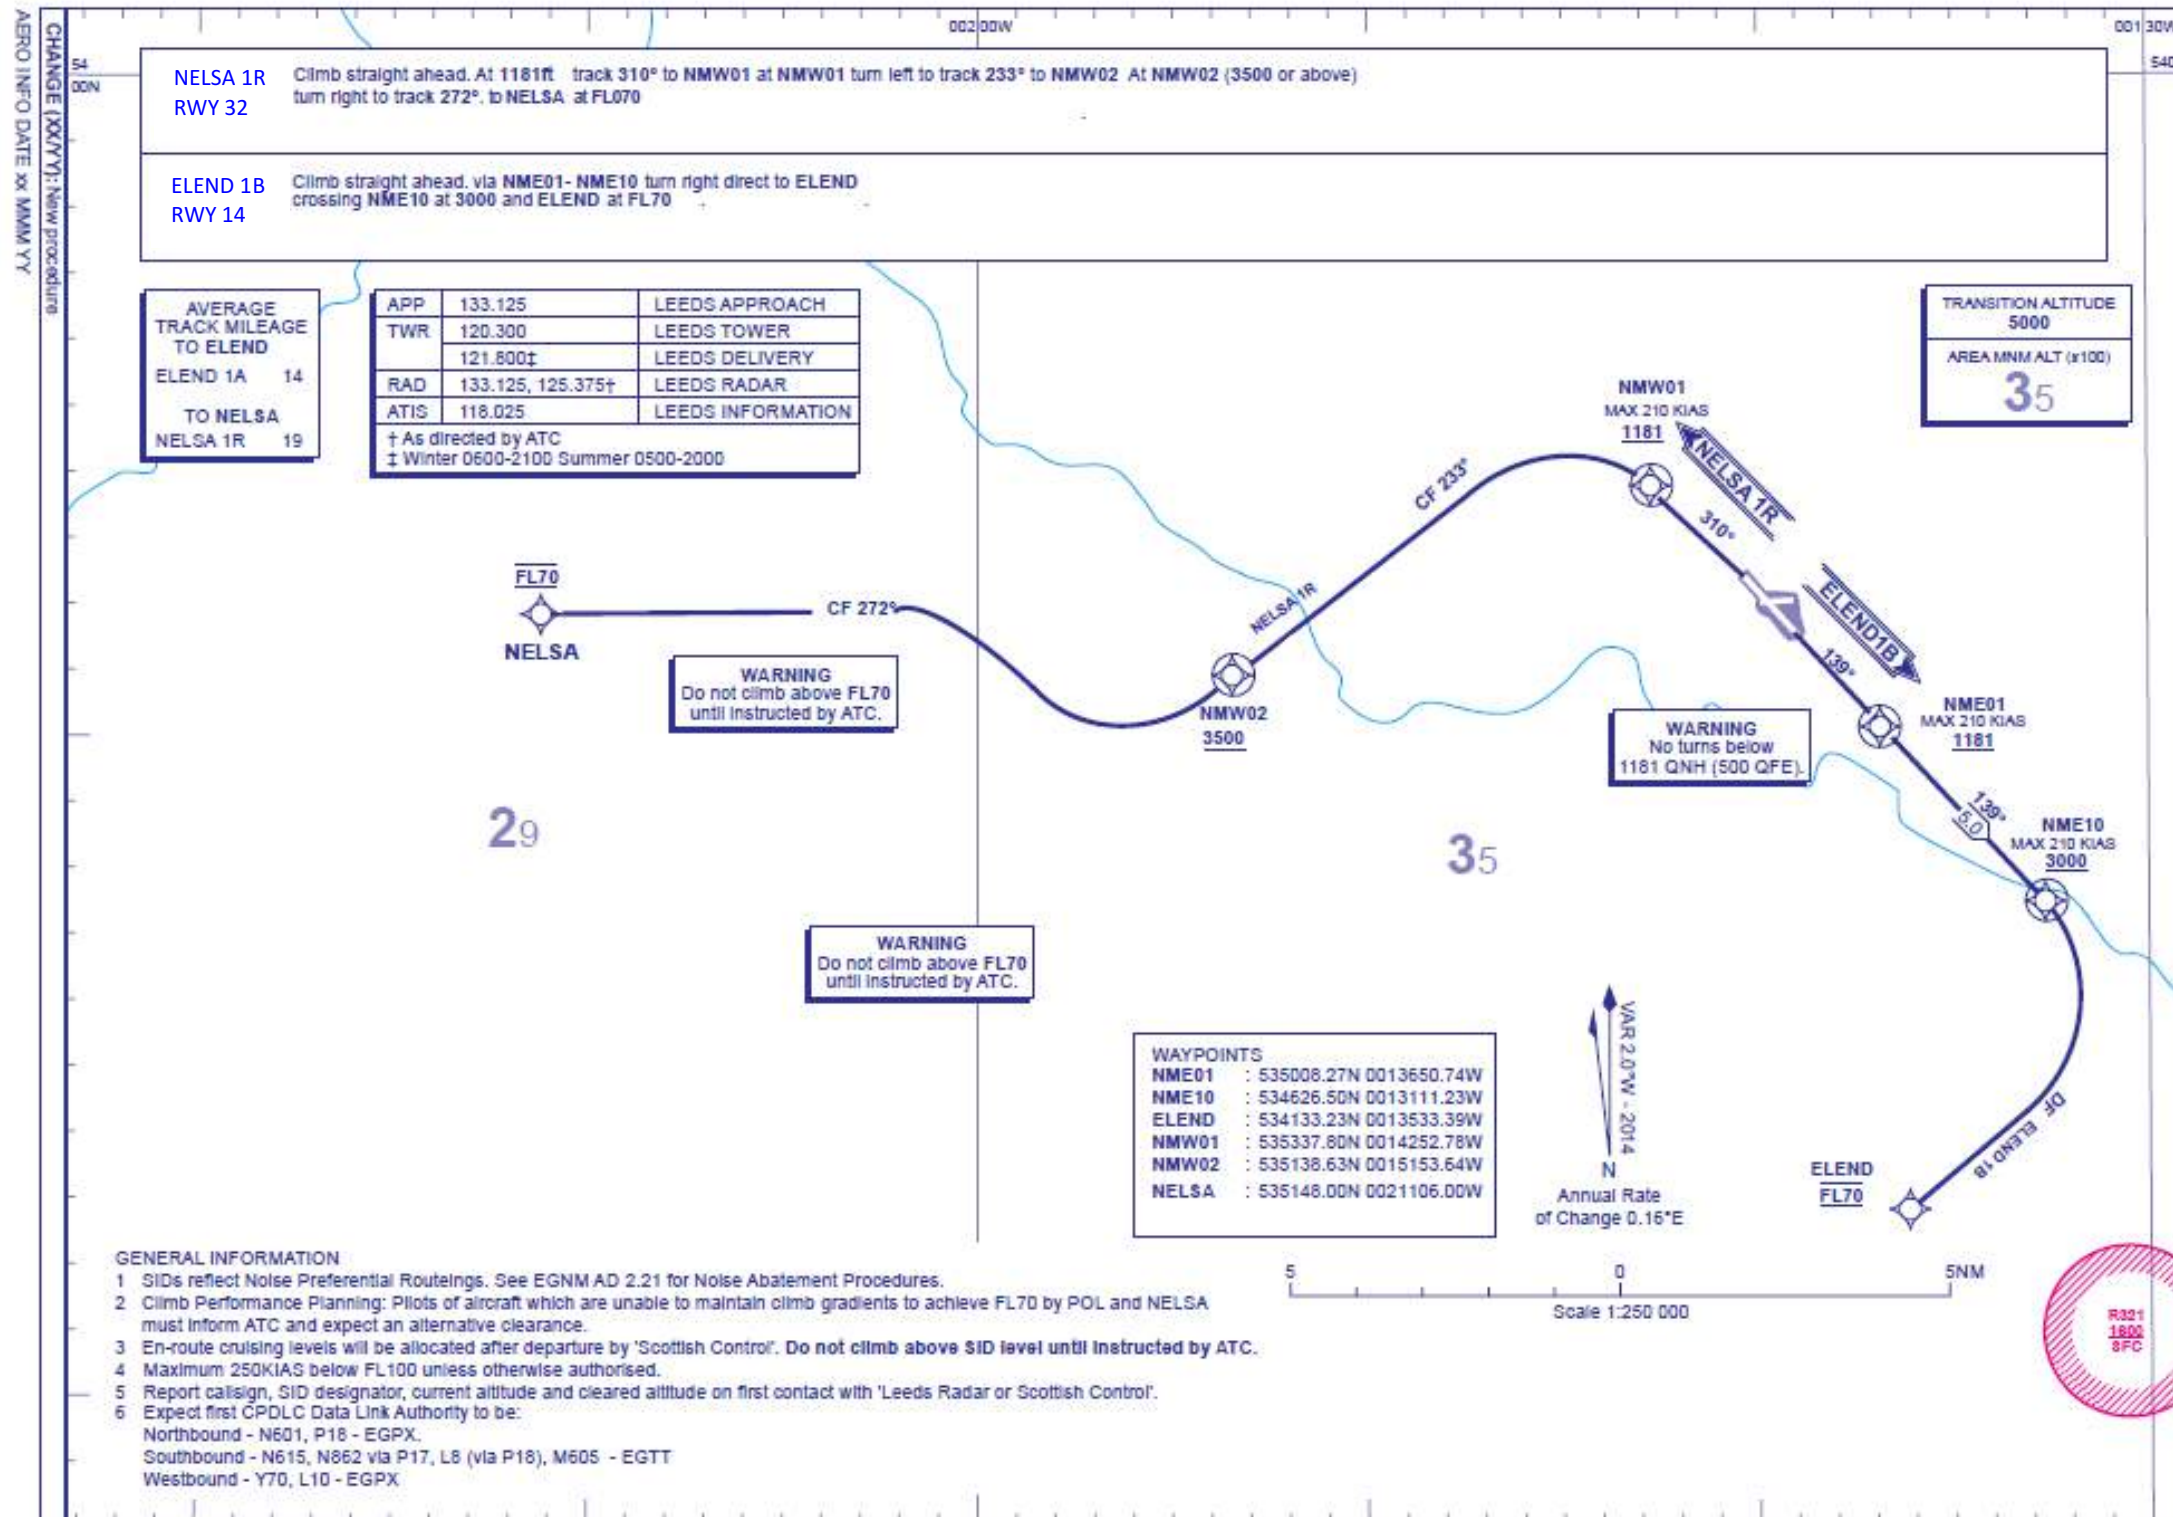 002 00W
001 30W
54
00N
540
CHANGE (XX/YY): New procedure
AERO INFO DATE xx MMM YY
NELSA 1R
RWY 32
Climb straight ahead. At 1181ft track 310° to NMW01 at NMW01 turn left to track 233° to NMW02 At NMW02 (3500 or above)
turn right to track 272°. to NELSA at FL070
ELEND 1B
RWY 14
Climb straight ahead. via NME01- NME10 turn right direct to ELEND
crossing NME10 at 3000 and ELEND at FL70
AVERAGE
TRACK MILEAGE
TO ELEND
ELEND 1A 14
TO NELSA
NELSA 1R 19
APP 133.125 LEEDS APPROACH
TWR 120.300 LEEDS TOWER
121.800‡ LEEDS DELIVERY
RAD 133.125, 125.375† LEEDS RADAR
ATIS 118.025 LEEDS INFORMATION
† As directed by ATC
‡ Winter 0600-2100 Summer 0500-2000
TRANSITION ALTITUDE
5000
AREA MNM ALT (x100)
35
NMW01
MAX 210 KIAS
1181
NELSA 1R
310°
CF 233°
NELSA 1R
ELEND1B
139°
FL70
NELSA
CF 272°
WARNING
Do not climb above FL70
until instructed by ATC.
NMW02
3500
NME01
MAX 210 KIAS
1181
WARNING
No turns below
1181 QNH (500 QFE).
139°
5.0
NME10
MAX 210 KIAS
3000
29
35
WARNING
Do not climb above FL70
until instructed by ATC.
WAYPOINTS
NME01 : 535008.27N 0013650.74W
NME10 : 534626.50N 0013111.23W
ELEND : 534133.23N 0013533.39W
NMW01 : 535337.80N 0014252.78W
NMW02 : 535138.63N 0015153.64W
NELSA : 535148.00N 0021106.00W
VAR 2.0°W - 2014
N
Annual Rate
of Change 0.16°E
DF
ELEND 1B
ELEND
FL70
5 0 5NM
Scale 1:250 000
R321
1600
SFC
GENERAL INFORMATION
1 SIDs reflect Noise Preferential Routeings. See EGNM AD 2.21 for Noise Abatement Procedures.
2 Climb Performance Planning: Pilots of aircraft which are unable to maintain climb gradients to achieve FL70 by POL and NELSA
must inform ATC and expect an alternative clearance.
3 En-route cruising levels will be allocated after departure by 'Scottish Control'. Do not climb above SID level until instructed by ATC.
4 Maximum 250KIAS below FL100 unless otherwise authorised.
5 Report callsign, SID designator, current altitude and cleared altitude on first contact with 'Leeds Radar or Scottish Control'.
6 Expect first CPDLC Data Link Authority to be:
Northbound - N601, P18 - EGPX.
Southbound - N615, N862 via P17, L8 (via P18), M605 - EGTT
Westbound - Y70, L10 - EGPX